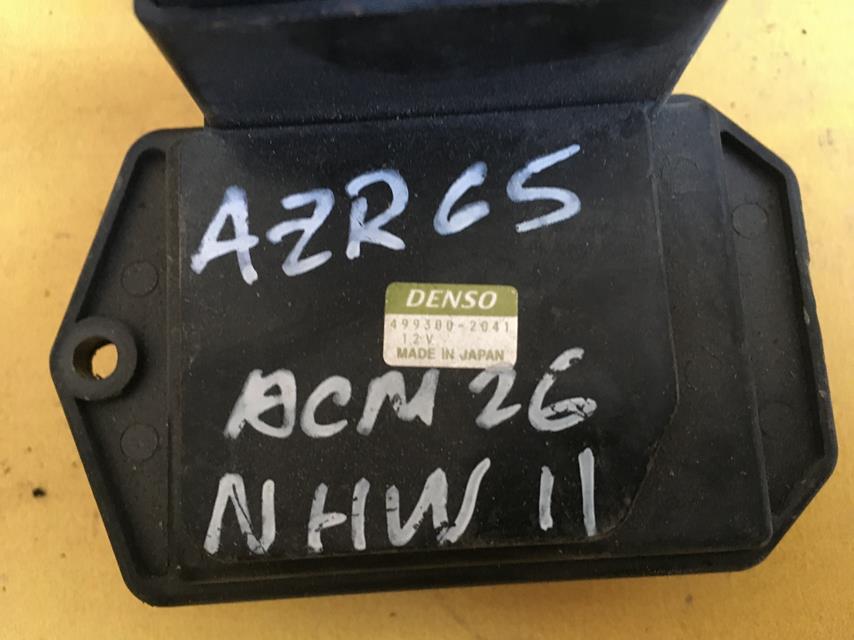 AZR65
DENSO
499300-2041
12V
MADE IN JAPAN
ACM 26
NHW 11